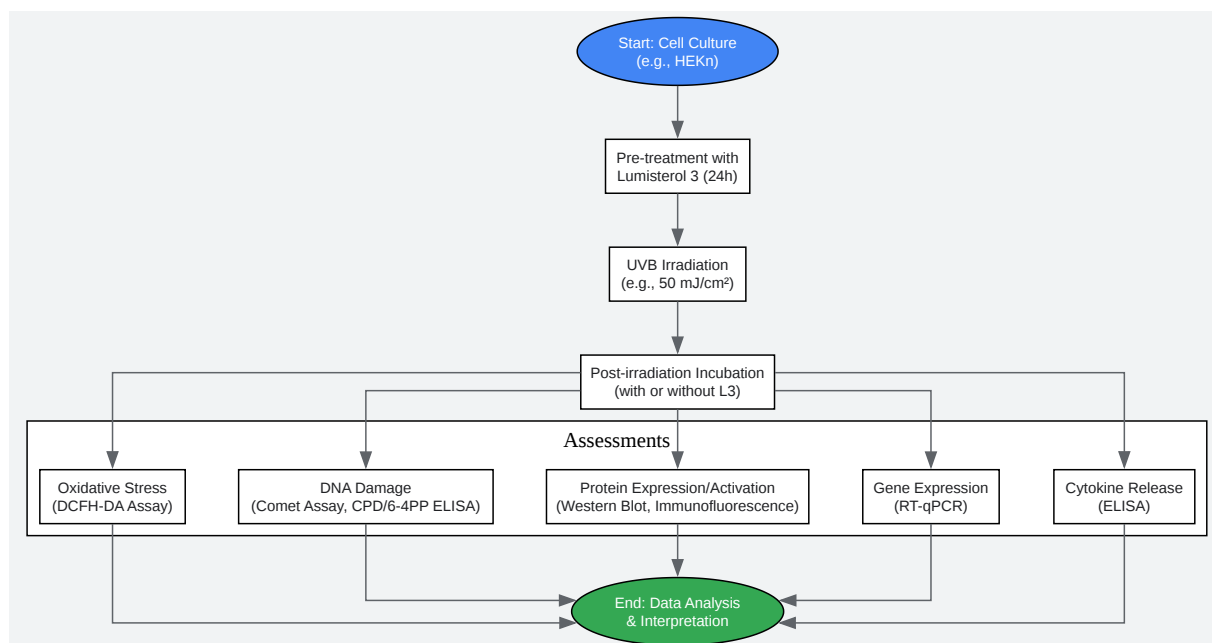 Start: Cell Culture
(e.g., HEKn)
Pre-treatment with
Lumisterol 3 (24h)
UVB Irradiation
(e.g., 50 mJ/cm²)
Post-irradiation Incubation
(with or without L3)
Assessments
Oxidative Stress
(DCFH-DA Assay)
DNA Damage
(Comet Assay, CPD/6-4PP ELISA)
Protein Expression/Activation
(Western Blot, Immunofluorescence)
Gene Expression
(RT-qPCR)
Cytokine Release
(ELISA)
End: Data Analysis
& Interpretation